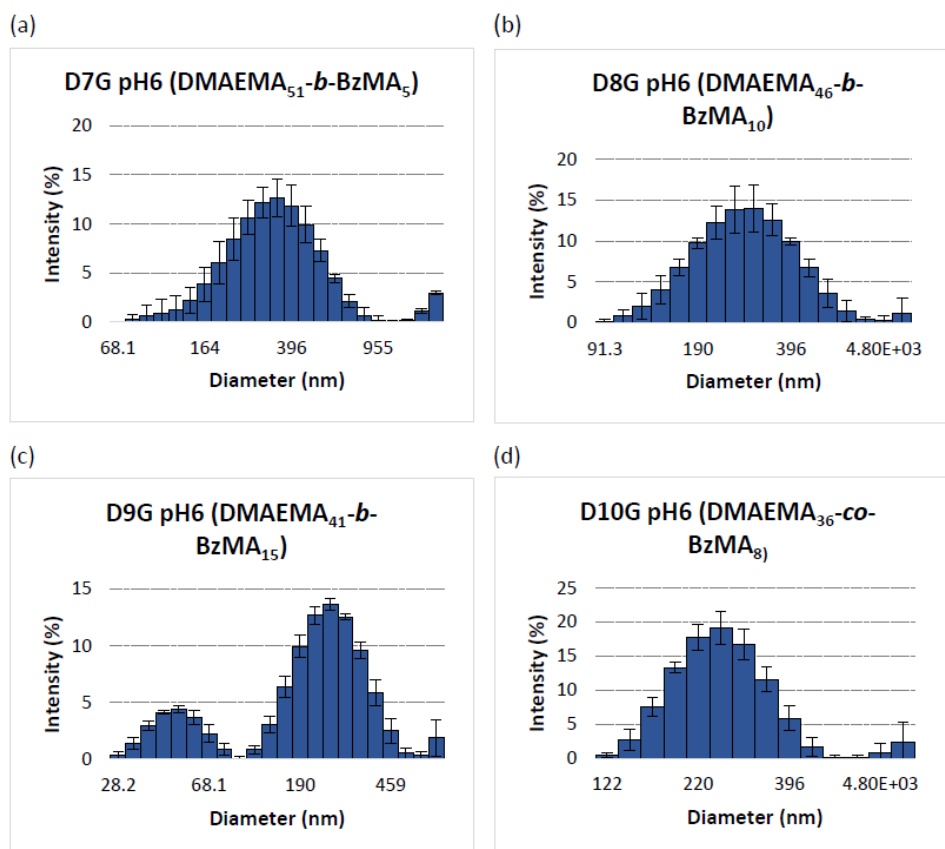 (a)
D7G pH6 (DMAEMA51-b-BzMA5)
20
15
10
5
0
Intensity (%)
68.1 164 396 955
Diameter (nm)
(b)
D8G pH6 (DMAEMA46-b-
BzMA10)
20
15
10
5
0
Intensity (%)
91.3 190 396 4.80E+03
Diameter (nm)
(c)
D9G pH6 (DMAEMA41-b-
BzMA15)
15
10
5
0
Intensity (%)
28.2 68.1 190 459
Diameter (nm)
(d)
D10G pH6 (DMAEMA36-co-
BzMA8)
25
20
15
10
5
0
Intensity (%)
122 220 396 4.80E+03
Diameter (nm)